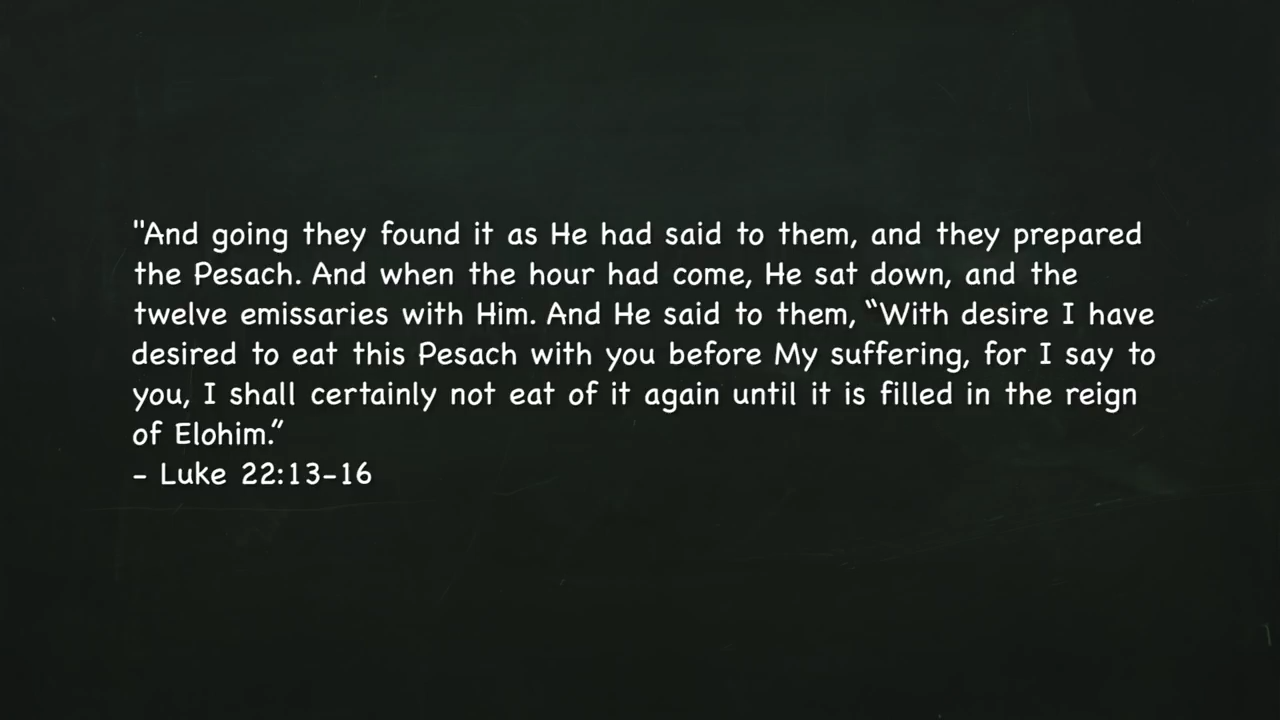 "And going they found it as He had said to them, and they prepared
the Pesach. And when the hour had come, He sat down, and the
twelve emissaries with Him. And He said to them, “With desire I have
desired to eat this Pesach with you before My suffering, for I say to
you, I shall certainly not eat of it again until it is filled in the reign
of Elohim.”
– Luke 22:13–16